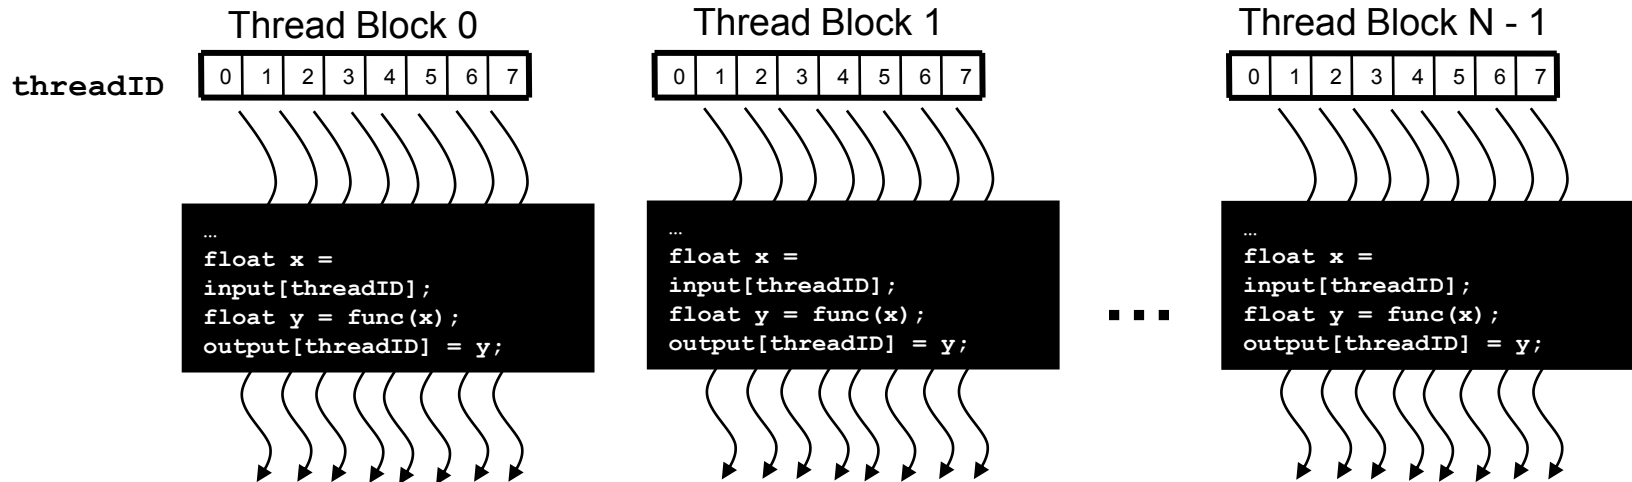 Thread Block 0
Thread Block 1
Thread Block N - 1
threadID
0 1 2 3 4 5 6 7
0 1 2 3 4 5 6 7
0 1 2 3 4 5 6 7
…
float x =
input[threadID];
float y = func(x);
output[threadID] = y;
…
float x =
input[threadID];
float y = func(x);
output[threadID] = y;
...
…
float x =
input[threadID];
float y = func(x);
output[threadID] = y;